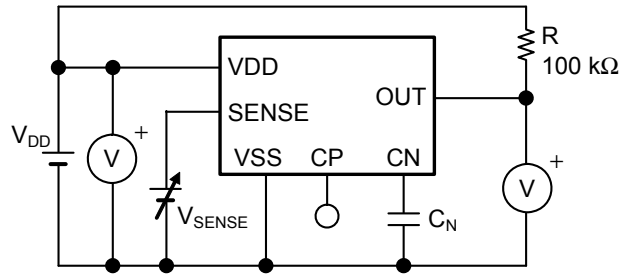 R
100 kΩ
VDD
SENSE
OUT
VSS CP CN
V_DD
+
V
V_SENSE
C_N
+
V